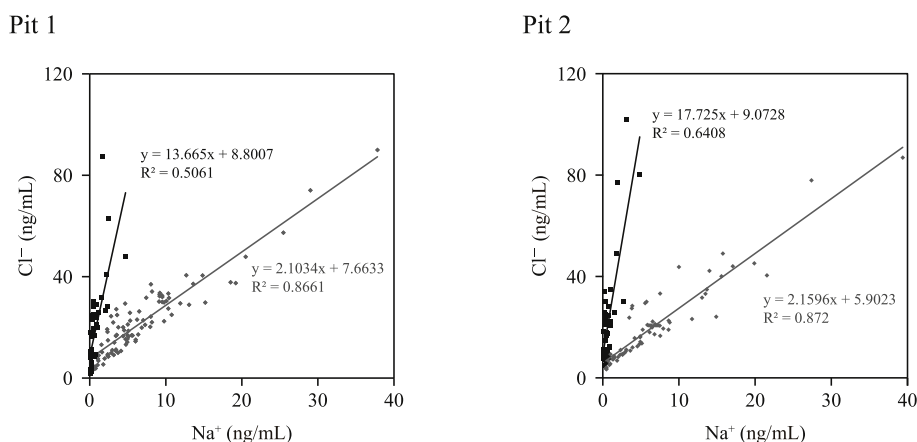 Pit 1
120
80
40
0
0
10
20
30
40
Cl⁻ (ng/mL)
Na⁺ (ng/mL)
y = 13.665x + 8.8007
R² = 0.5061
y = 2.1034x + 7.6633
R² = 0.8661
Pit 2
120
80
40
0
0
10
20
30
40
Cl⁻ (ng/mL)
Na⁺ (ng/mL)
y = 17.725x + 9.0728
R² = 0.6408
y = 2.1596x + 5.9023
R² = 0.872